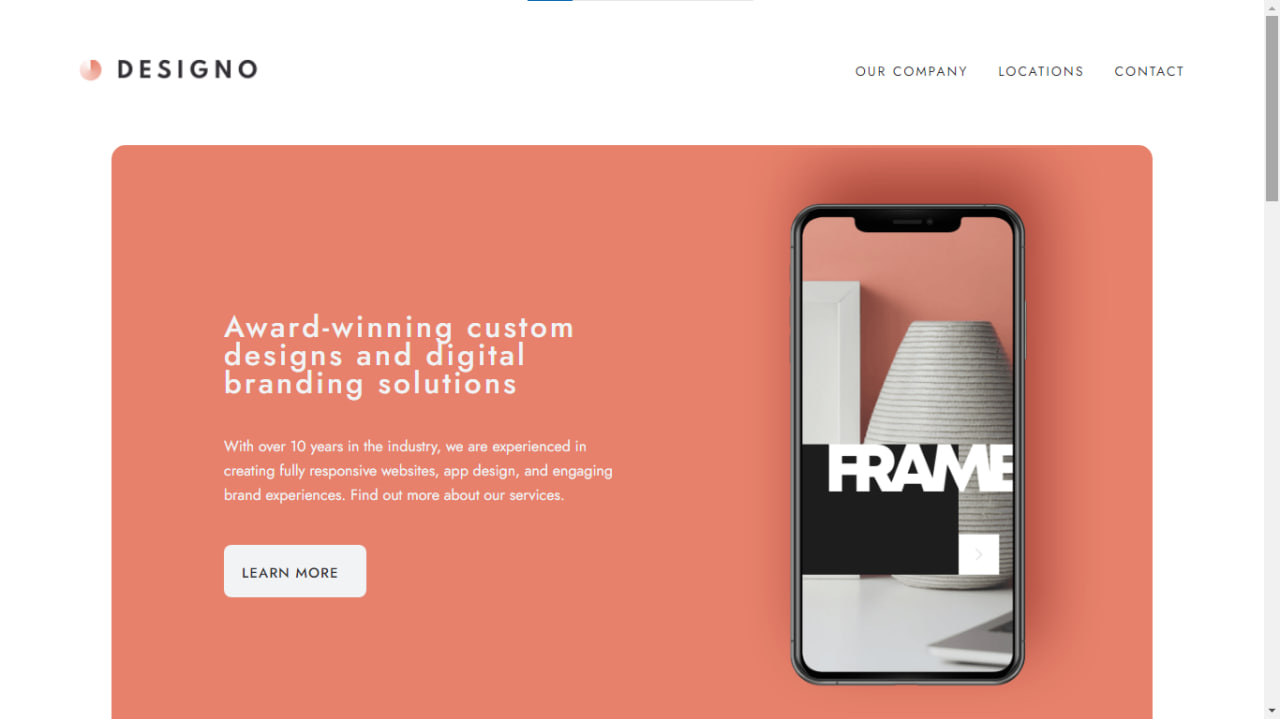 DESIGNO
OUR COMPANY
LOCATIONS
CONTACT
Award-winning custom
designs and digital
branding solutions
With over 10 years in the industry, we are experienced in
creating fully responsive websites, app design, and engaging
brand experiences. Find out more about our services.
LEARN MORE
FRAME